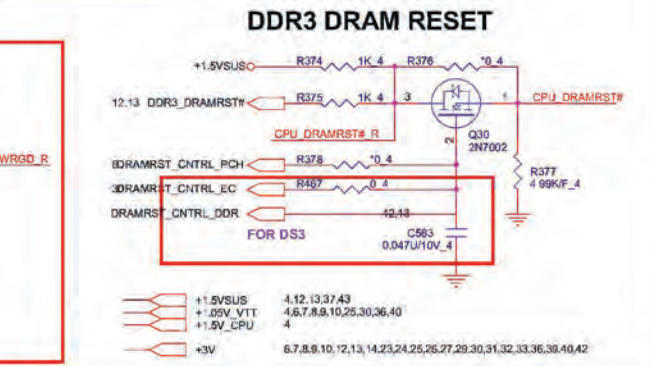 DDR3 DRAM RESET
+1.5VSUS R374 1K_4 R376 *0_4
12,13 DDR3_DRAMRST# R375 1K_4 3 1 CPU_DRAMRST#
CPU_DRAMRST#_R
Q30
2N7002
2
WRGD_R
8DRAMRST_CNTRL_PCH R378 *0_4
R377
4.99K/F_4
3DRAMRST_CNTRL_EC R467 0_4
DRAMRST_CNTRL_DDR 12,13
FOR DS3
C563
0.047U/10V_4
+1.5VSUS 4,12,13,37,43
+1.05V_VTT 4,6,7,8,9,10,25,30,36,40
+1.5V_CPU 4
+3V 6,7,8,9,10,12,13,14,23,24,25,26,27,29,30,31,32,33,36,39,40,42